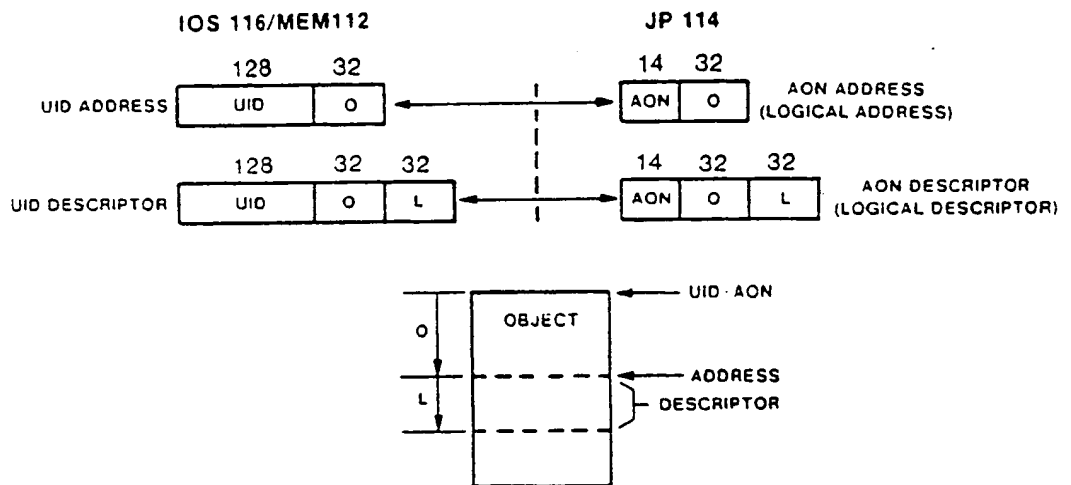 IOS 116/MEM112
JP 114
128 32
14 32
UID ADDRESS
UID O
AON O
AON ADDRESS
(LOGICAL ADDRESS)
128 32 32
14 32 32
UID DESCRIPTOR
UID O L
AON O L
AON DESCRIPTOR
(LOGICAL DESCRIPTOR)
UID·AON
OBJECT
O
ADDRESS
L
DESCRIPTOR